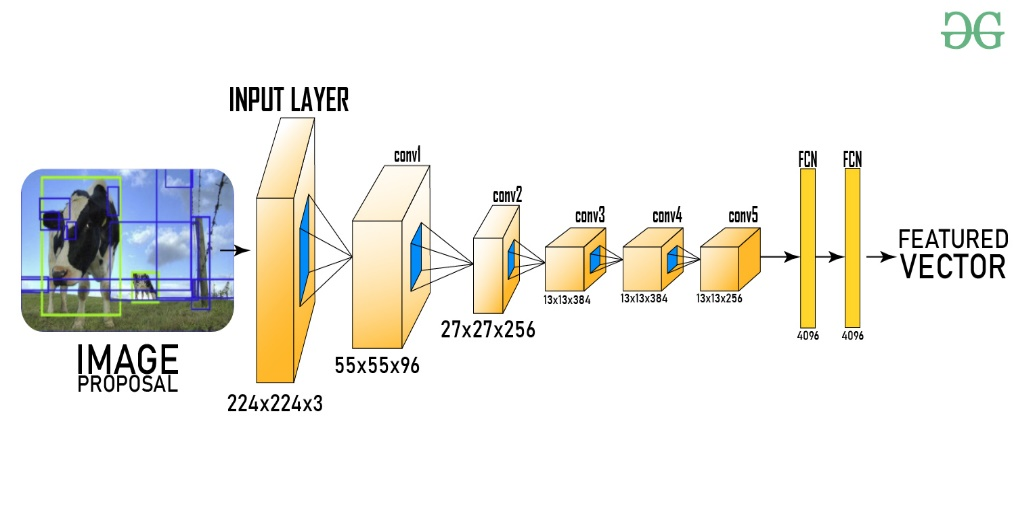 INPUT LAYER
conv1
conv2
conv3
conv4
conv5
FCN
FCN
FEATURED
VECTOR
IMAGE
PROPOSAL
224x224x3
55x55x96
27x27x256
13x13x384
13x13x384
13x13x256
4096
4096